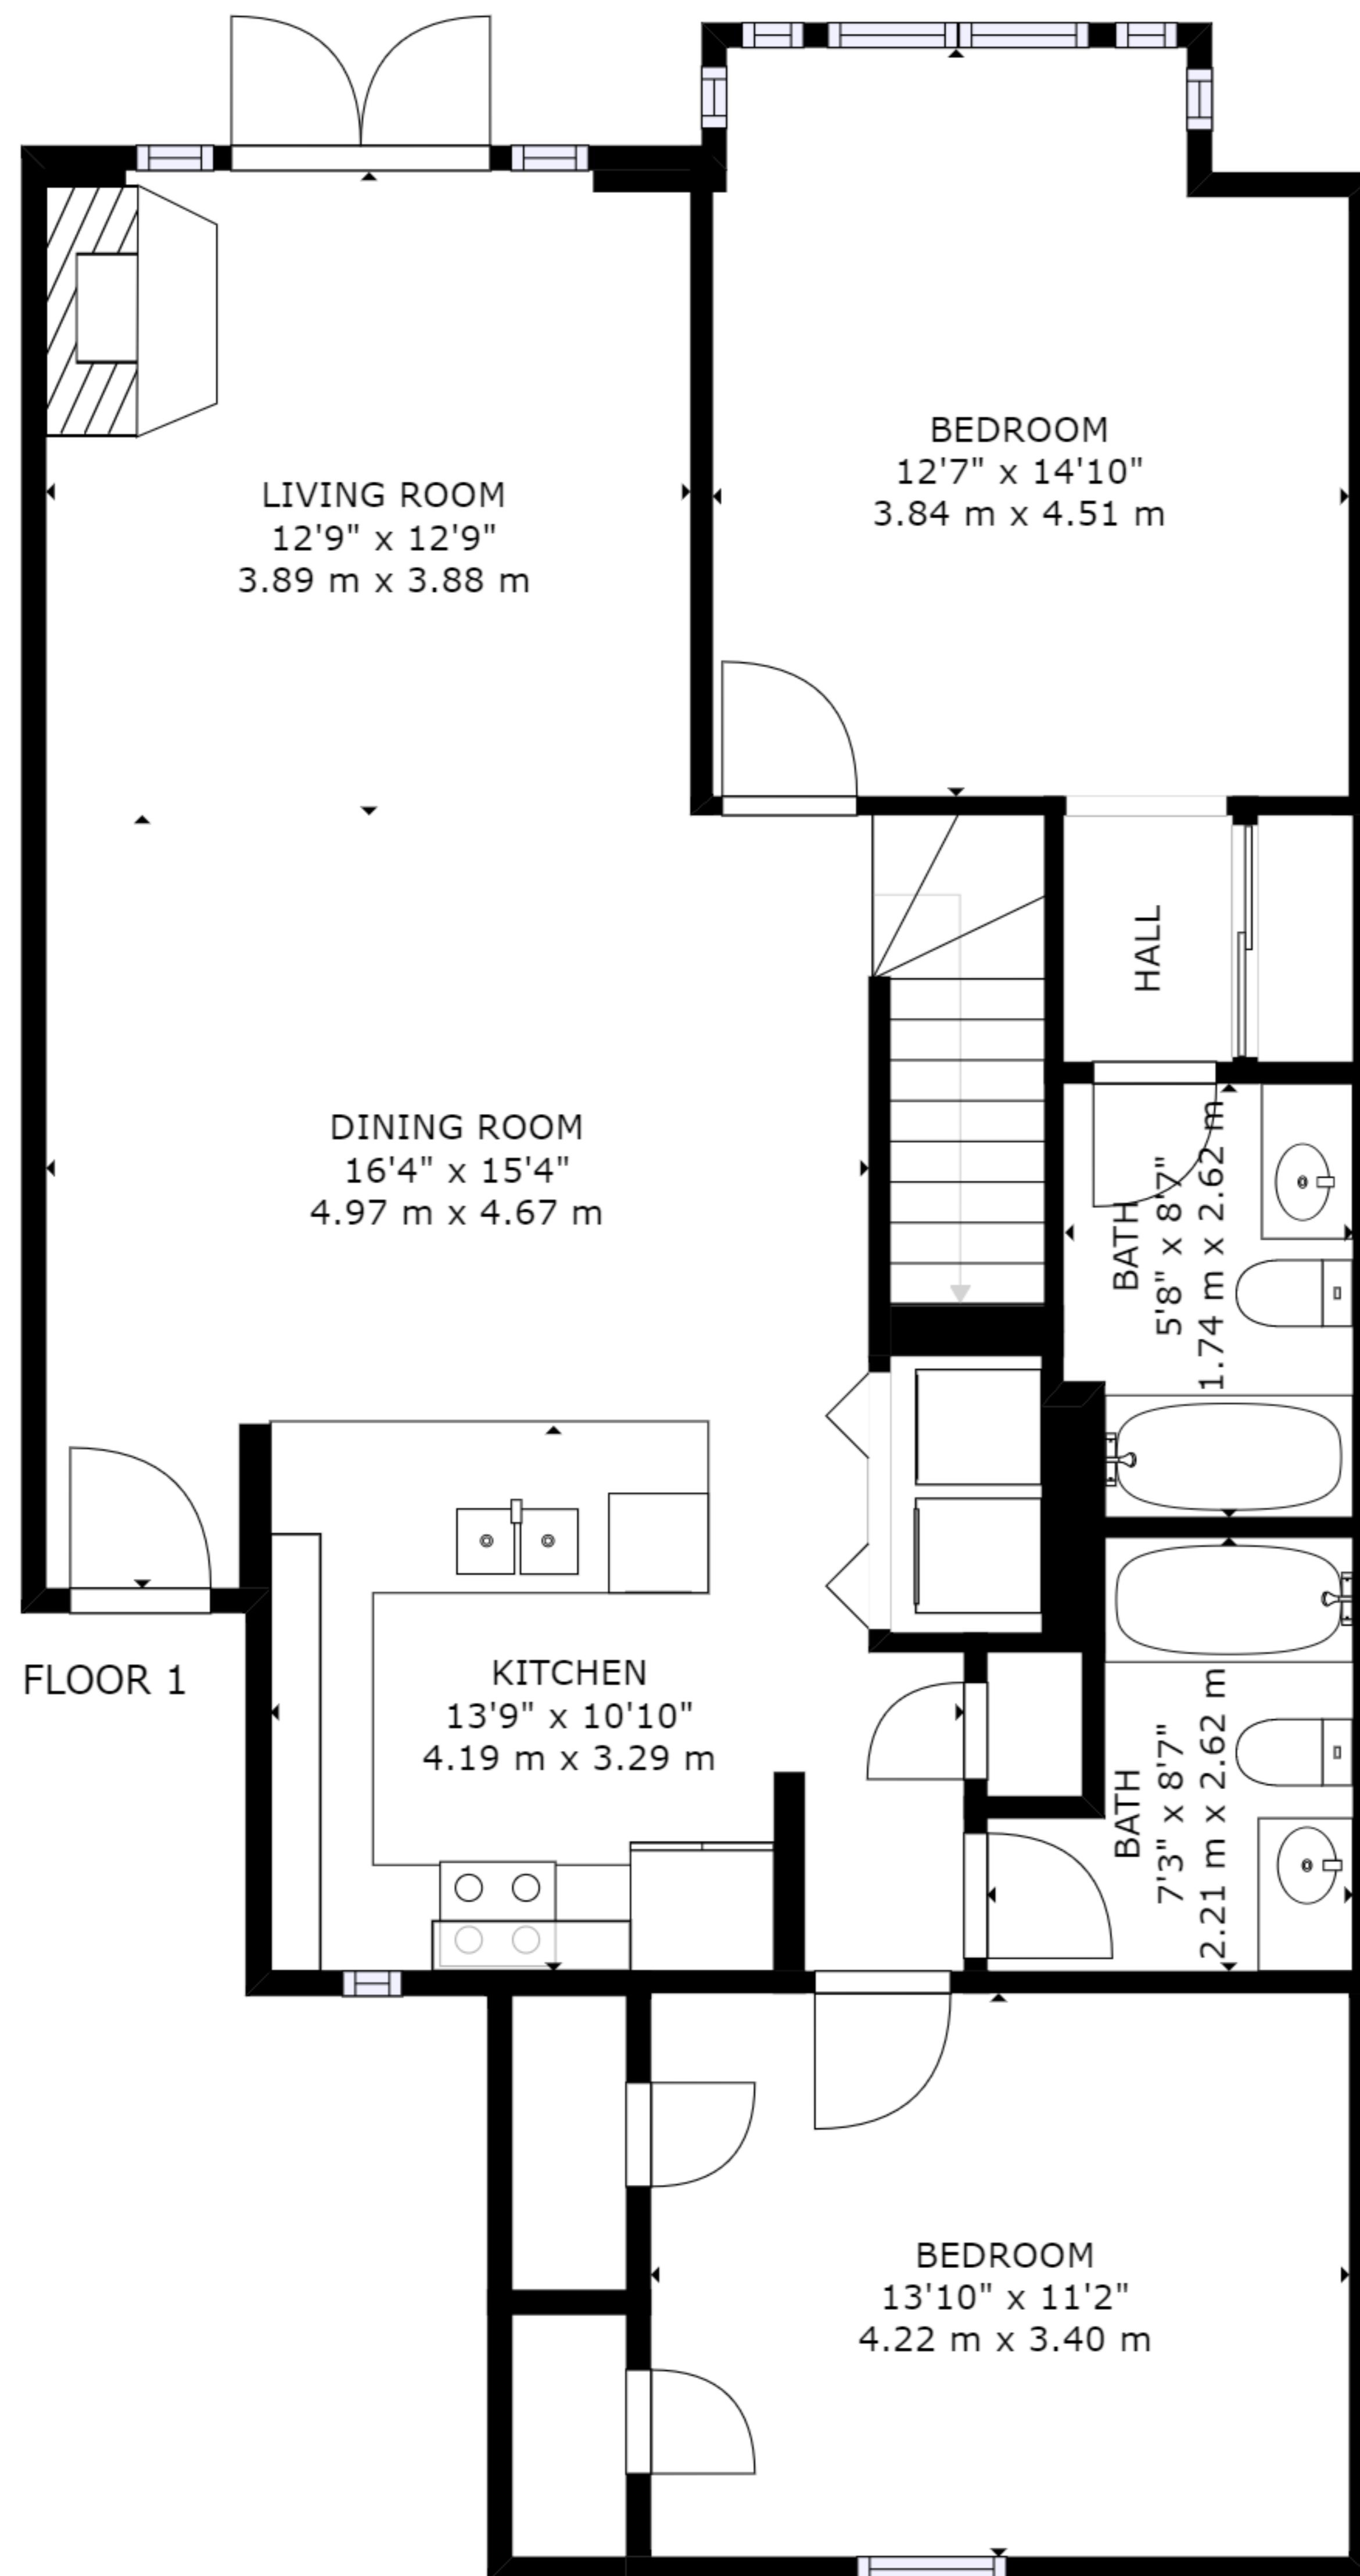 BEDROOM
12'7" x 14'10"
3.84 m x 4.51 m
LIVING ROOM
12'9" x 12'9"
3.89 m x 3.88 m
HALL
DINING ROOM
16'4" x 15'4"
4.97 m x 4.67 m
BATH
5'8" x 8'7"
1.74 m x 2.62 m
FLOOR 1
KITCHEN
13'9" x 10'10"
4.19 m x 3.29 m
BATH
7'3" x 8'7"
2.21 m x 2.62 m
BEDROOM
13'10" x 11'2"
4.22 m x 3.40 m